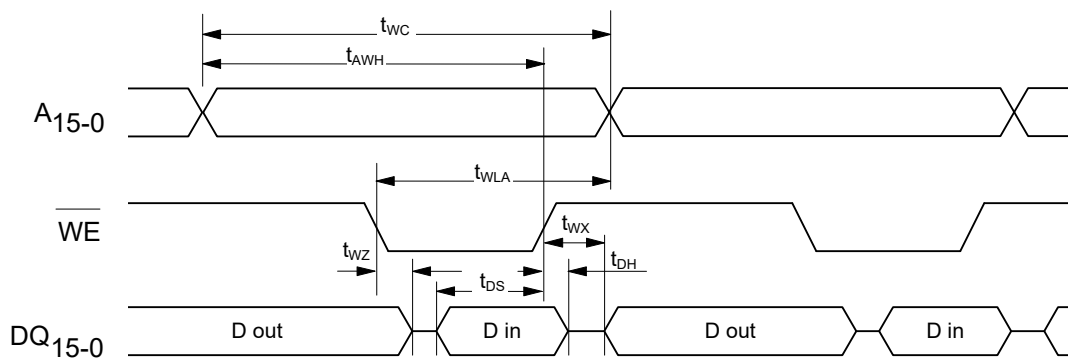 tWC
tAWH
A15-0
tWLA
WE
tWX
tWZ
tDH
tDS
DQ15-0
D out
D in
D out
D in